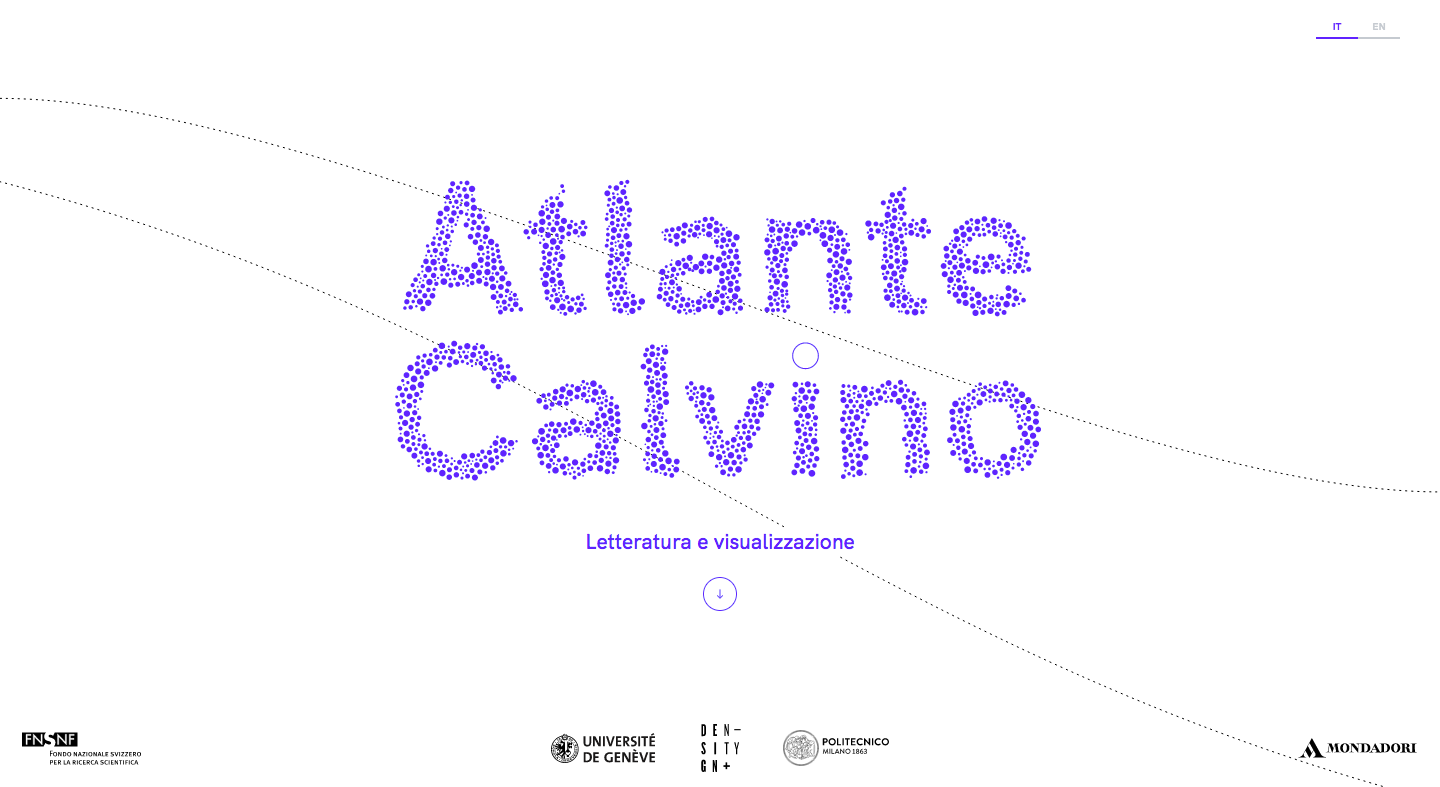 IT EN
Atlante
Calvino
Letteratura e visualizzazione
FNSNF
FONDO NAZIONALE SVIZZERO
PER LA RICERCA SCIENTIFICA
UNIVERSITÉ
DE GENÈVE
DEN–
SITY
GN+
POLITECNICO
MILANO 1863
MONDADORI